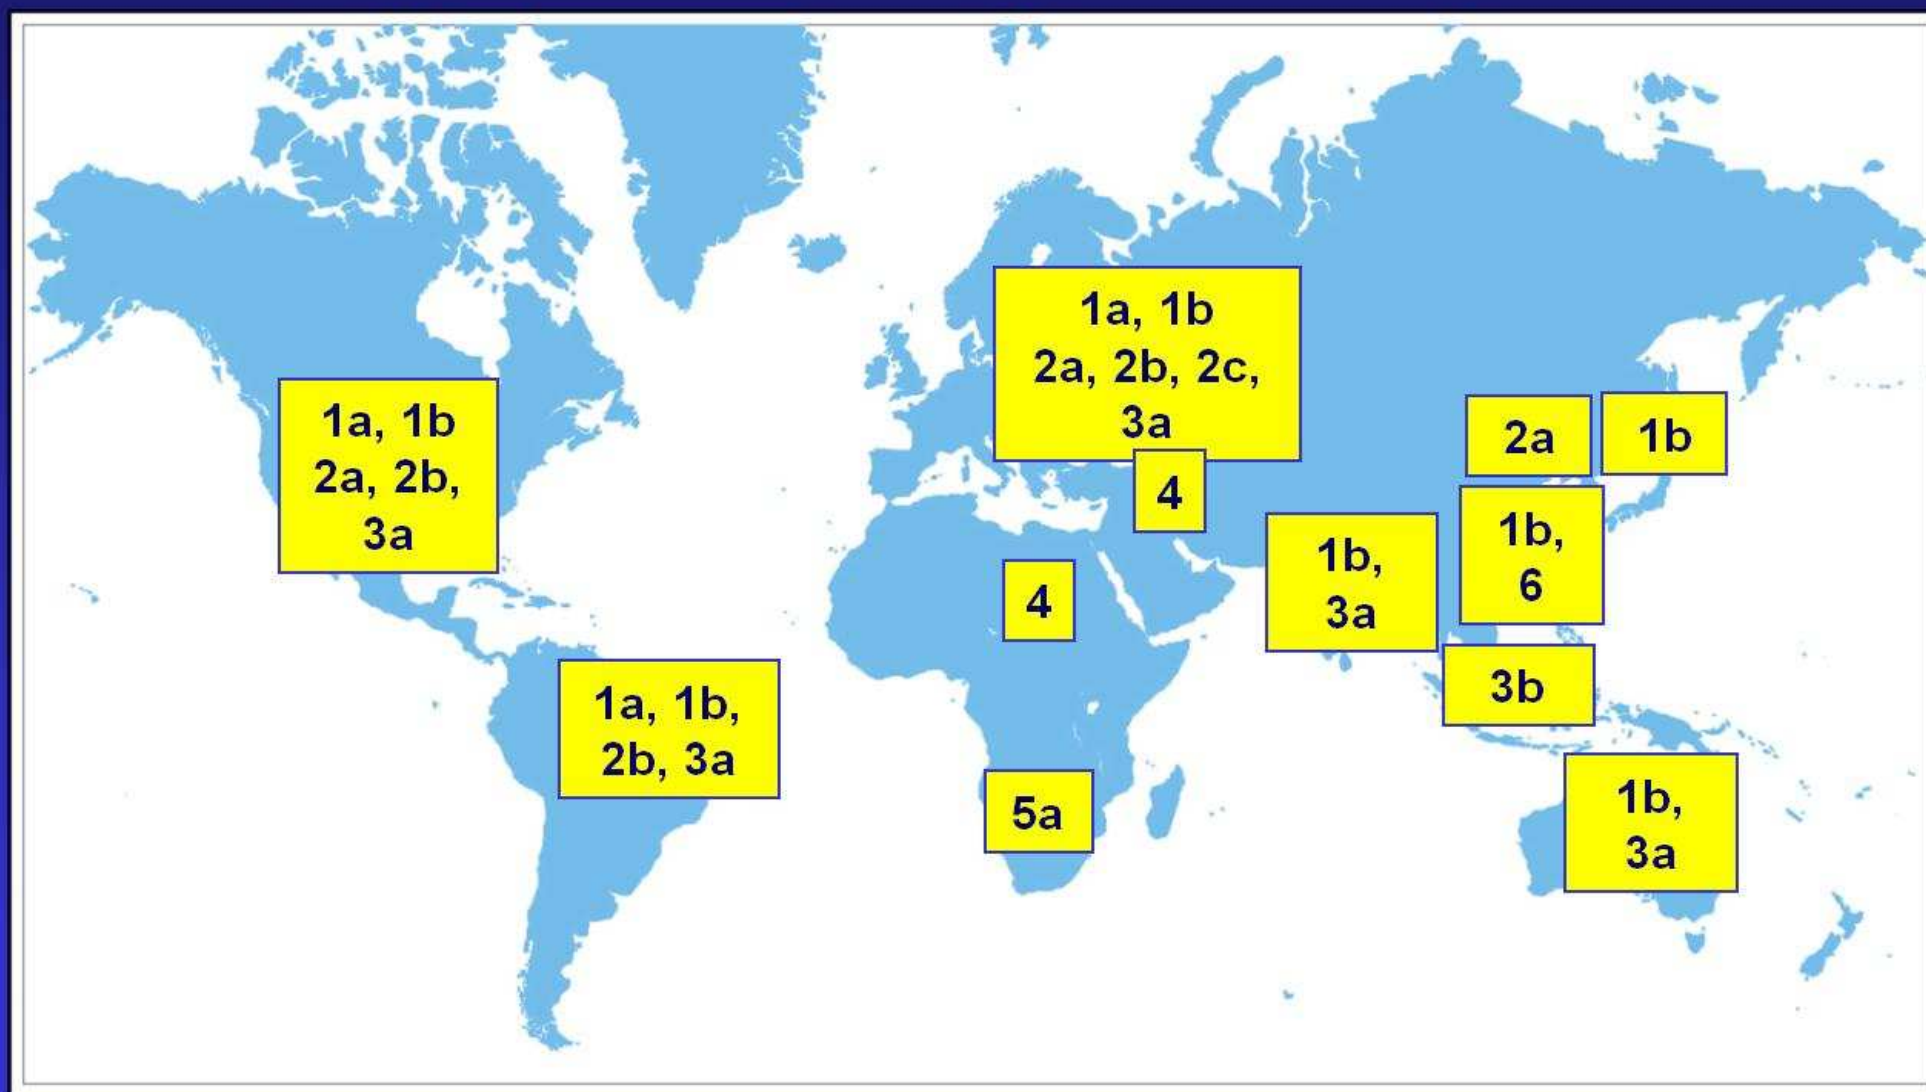 1a, 1b
2a, 2b, 2c,
3a
1a, 1b
2a, 2b,
3a
2a
1b
4
1b,
6
1b,
3a
4
3b
1a, 1b,
2b, 3a
5a
1b,
3a